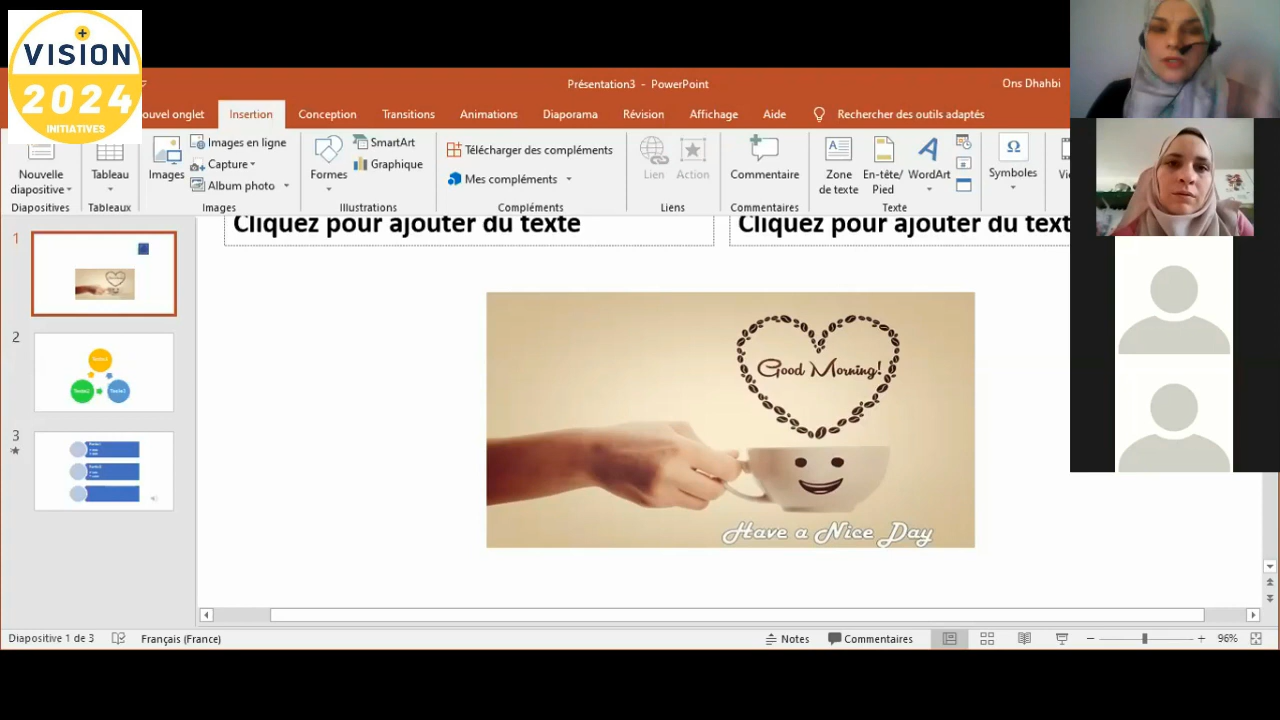 VISION
2024
INITIATIVES
Présentation3 - PowerPoint
Ons Dhahbi
Insertion
Conception
Transitions
Animations
Diaporama
Révision
Affichage
Aide
Rechercher des outils adaptés
Nouvelle
diapositive
Diapositives
Tableau
Tableaux
Images
Images en ligne
Capture
Album photo
Images
Formes
SmartArt
Graphique
Illustrations
Télécharger des compléments
Mes compléments
Compléments
Lien
Action
Liens
Commentaire
Commentaires
Zone
de texte
En-tête/
Pied
WordArt
Texte
Ω
Symboles
Cliquez pour ajouter du texte
Cliquez pour ajouter du text
1
2
3
Good Morning!
Have a Nice Day
Diapositive 1 de 3
Français (France)
Notes
Commentaires
96%